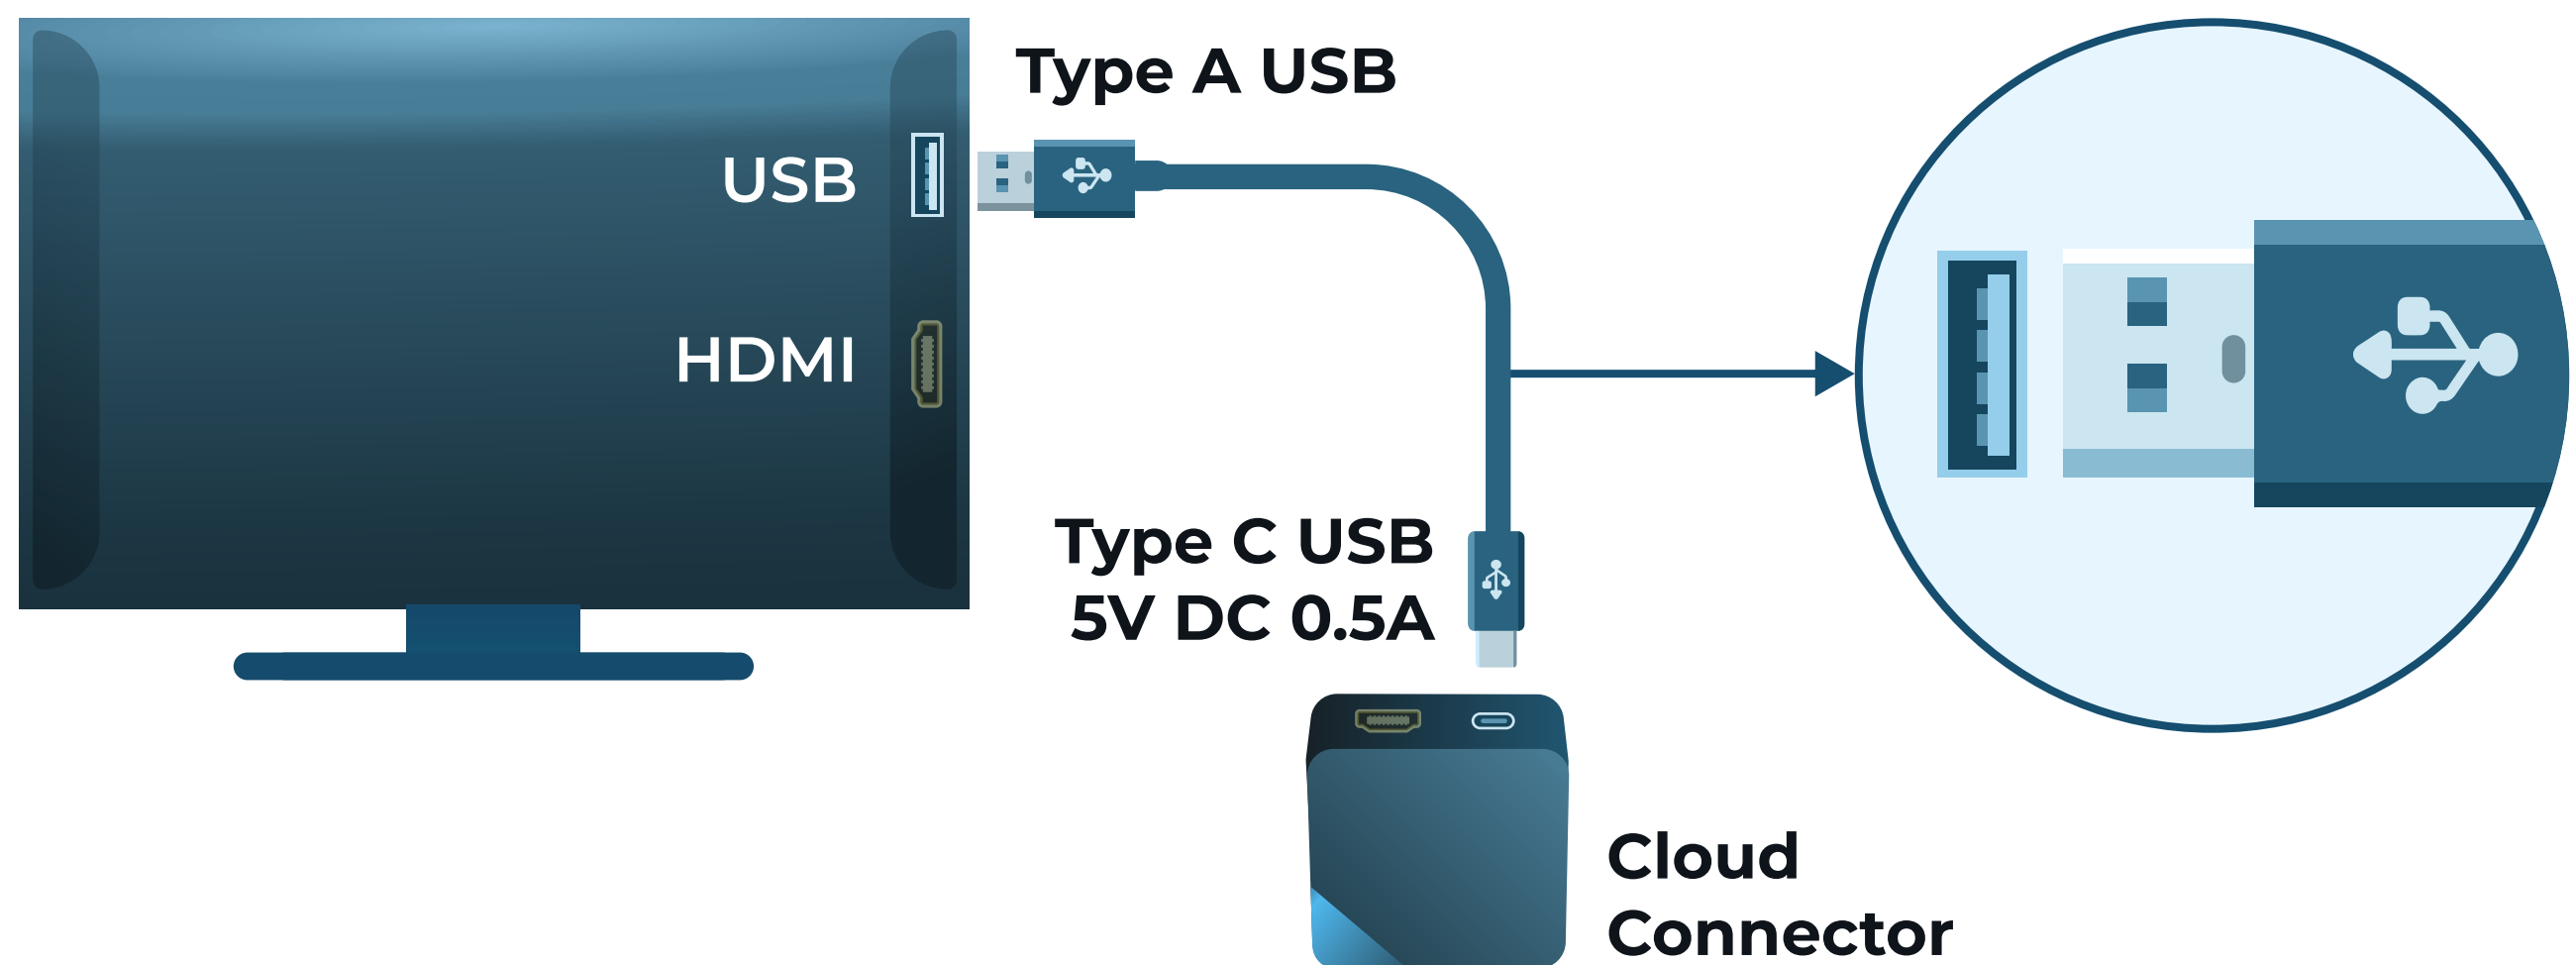 Type A USB
USB
HDMI
Type C USB
5V DC 0.5A
Cloud
Connector